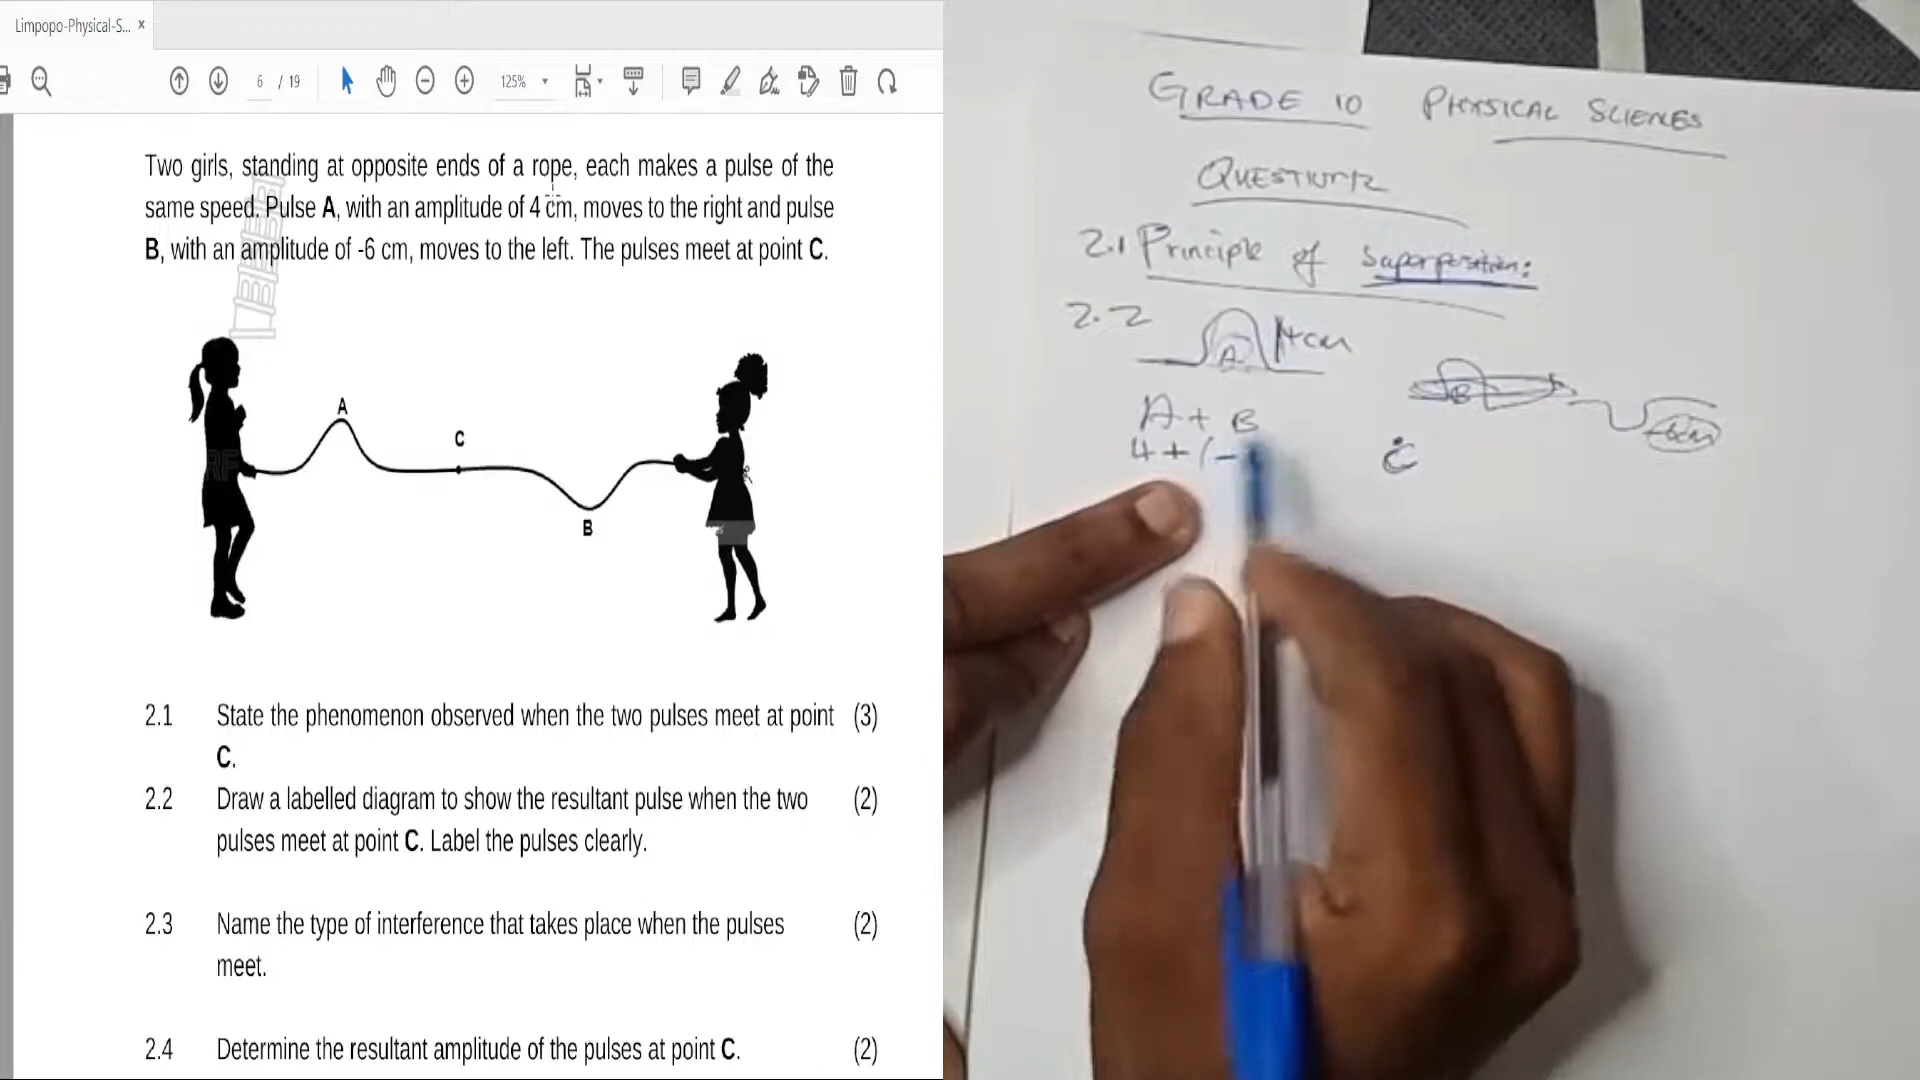 Limpopo-Physical-S... x
6 / 19
125%
Two girls, standing at opposite ends of a rope, each makes a pulse of the
same speed. Pulse A, with an amplitude of 4 cm, moves to the right and pulse
B, with an amplitude of -6 cm, moves to the left. The pulses meet at point C.
A
C
B
2.1 State the phenomenon observed when the two pulses meet at point (3)
C.
2.2 Draw a labelled diagram to show the resultant pulse when the two (2)
pulses meet at point C. Label the pulses clearly.
2.3 Name the type of interference that takes place when the pulses (2)
meet.
2.4 Determine the resultant amplitude of the pulses at point C. (2)
GRADE 10 PHYSICAL SCIENCES
2.1 Principle of Superposition:
2.2
A
4cm
B
-6cm
A + B
4 + (-
C